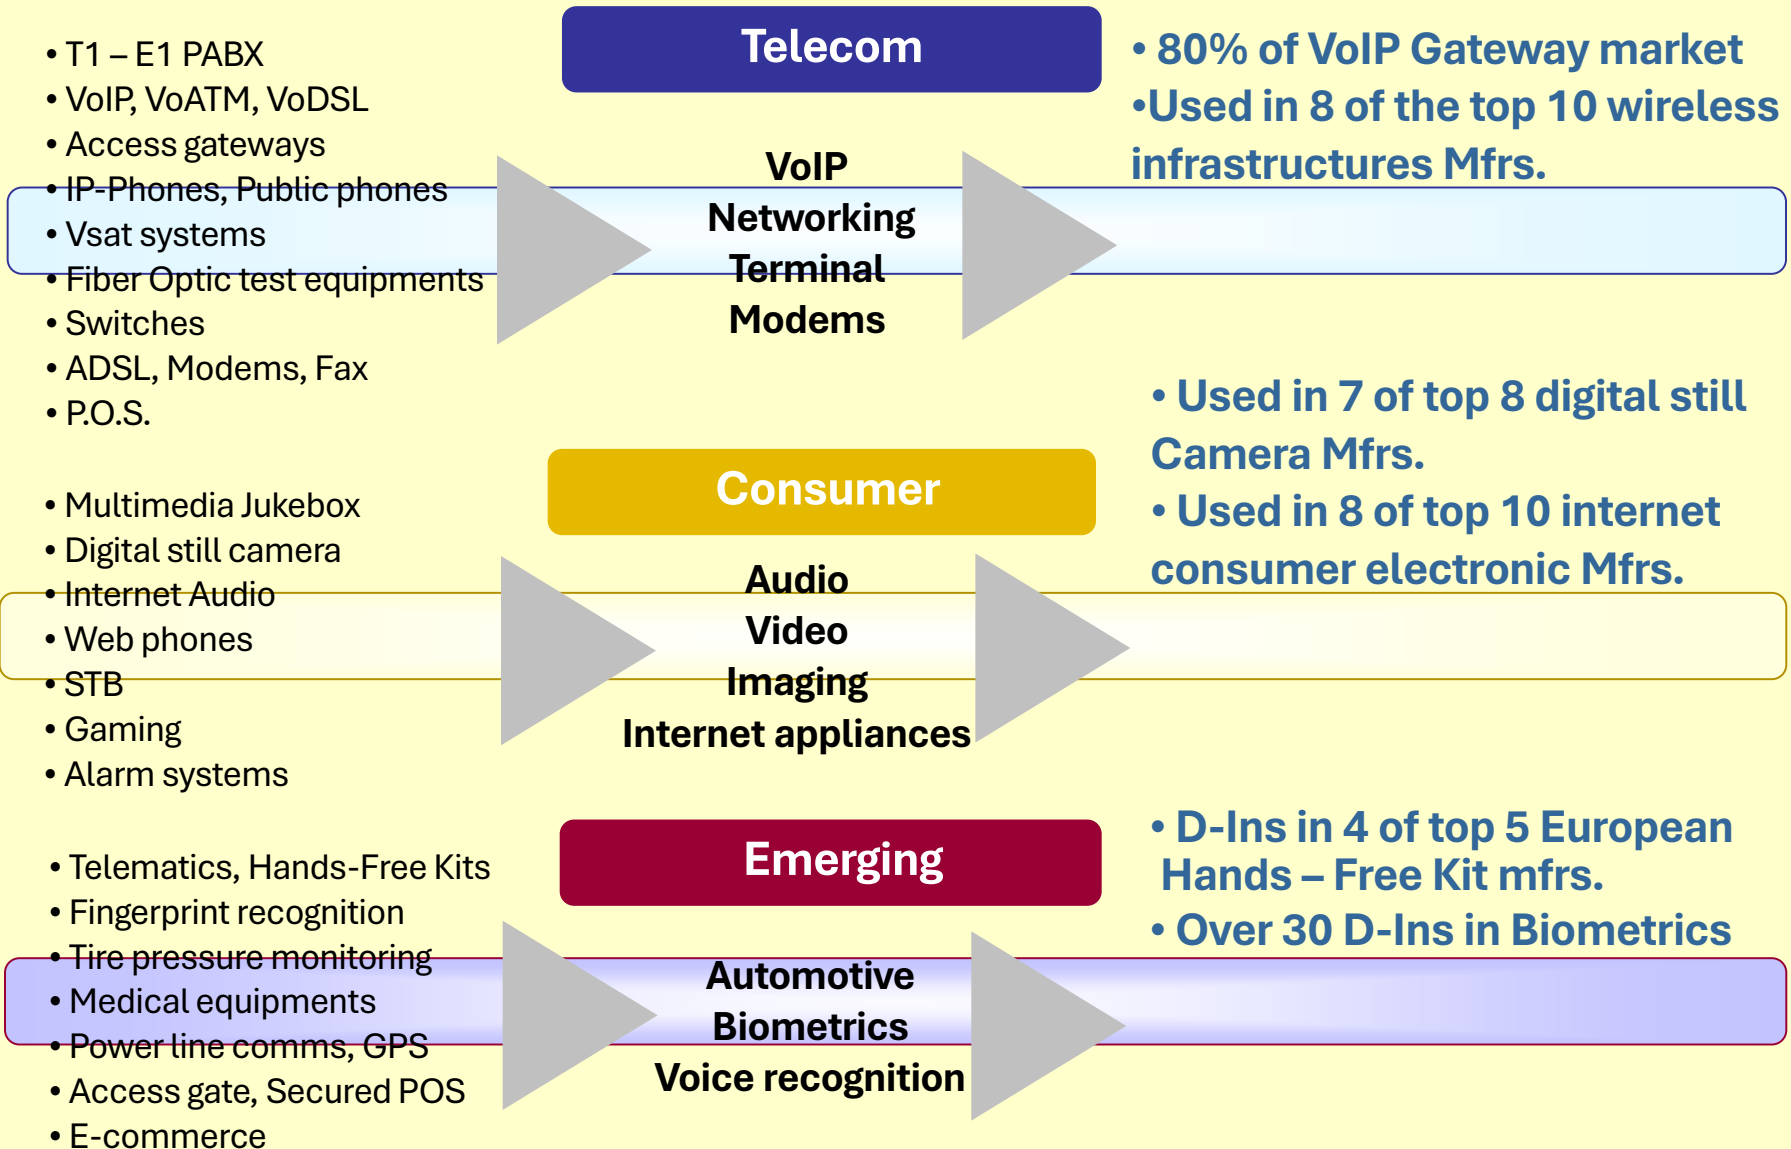 Telecom
• T1 – E1 PABX
• VoIP, VoATM, VoDSL
• Access gateways
• IP-Phones, Public phones
• Vsat systems
• Fiber Optic test equipments
• Switches
• ADSL, Modems, Fax
• P.O.S.
VoIP
Networking
Terminal
Modems
• 80% of VoIP Gateway market
•Used in 8 of the top 10 wireless
infrastructures Mfrs.
Consumer
• Multimedia Jukebox
• Digital still camera
• Internet Audio
• Web phones
• STB
• Gaming
• Alarm systems
Audio
Video
Imaging
Internet appliances
• Used in 7 of top 8 digital still
Camera Mfrs.
• Used in 8 of top 10 internet
consumer electronic Mfrs.
Emerging
• Telematics, Hands-Free Kits
• Fingerprint recognition
• Tire pressure monitoring
• Medical equipments
• Power line comms, GPS
• Access gate, Secured POS
• E-commerce
Automotive
Biometrics
Voice recognition
• D-Ins in 4 of top 5 European
Hands – Free Kit mfrs.
• Over 30 D-Ins in Biometrics